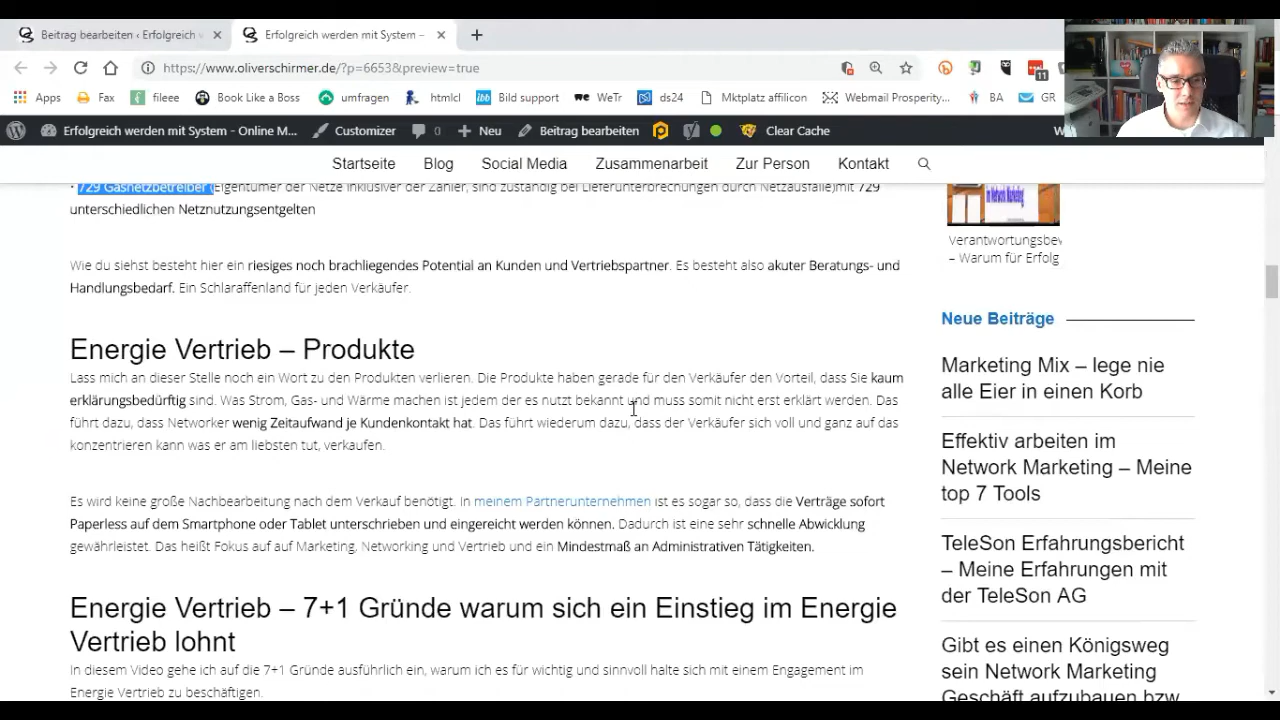 Beitrag bearbeiten ‹ Erfolgreich
Erfolgreich werden mit System –
https://www.oliverschirmer.de/?p=6653&preview=true
11
Apps Fax fileee Book Like a Boss umfragen htmlcl Bild support WeTr ds24 Mktplatz affilicon Webmail Prosperity... BA GR
Erfolgreich werden mit System - Online M... Customizer 0 Neu Beitrag bearbeiten Clear Cache
Startseite Blog Social Media Zusammenarbeit Zur Person Kontakt
• 729 Gasnetzbetreiber (Eigentümer der Netze inklusiver der Zähler, sind zuständig bei Lieferunterbrechungen durch Netzausfälle)mit 729
unterschiedlichen Netznutzungsentgelten
Wie du siehst besteht hier ein riesiges noch brachliegendes Potential an Kunden und Vertriebspartner. Es besteht also akuter Beratungs- und
Handlungsbedarf. Ein Schlaraffenland für jeden Verkäufer.
Energie Vertrieb – Produkte
Lass mich an dieser Stelle noch ein Wort zu den Produkten verlieren. Die Produkte haben gerade für den Verkäufer den Vorteil, dass Sie kaum
erklärungsbedürftig sind. Was Strom, Gas- und Wärme machen ist jedem der es nutzt bekannt und muss somit nicht erst erklärt werden. Das
führt dazu, dass Networker wenig Zeitaufwand je Kundenkontakt hat. Das führt wiederum dazu, dass der Verkäufer sich voll und ganz auf das
konzentrieren kann was er am liebsten tut, verkaufen.
Es wird keine große Nachbearbeitung nach dem Verkauf benötigt. In meinem Partnerunternehmen ist es sogar so, dass die Verträge sofort
Paperless auf dem Smartphone oder Tablet unterschrieben und eingereicht werden können. Dadurch ist eine sehr schnelle Abwicklung
gewährleistet. Das heißt Fokus auf auf Marketing, Networking und Vertrieb und ein Mindestmaß an Administrativen Tätigkeiten.
Energie Vertrieb – 7+1 Gründe warum sich ein Einstieg im Energie
Vertrieb lohnt
In diesem Video gehe ich auf die 7+1 Gründe ausführlich ein, warum ich es für wichtig und sinnvoll halte sich mit einem Engagement im
Energie Vertrieb zu beschäftigen.
im Network Marketing
– Warum für Erfolg
Neue Beiträge
Marketing Mix – lege nie
alle Eier in einen Korb
Effektiv arbeiten im
Network Marketing – Meine
top 7 Tools
TeleSon Erfahrungsbericht
– Meine Erfahrungen mit
der TeleSon AG
Gibt es einen Königsweg
sein Network Marketing
Geschäft aufzubauen bzw